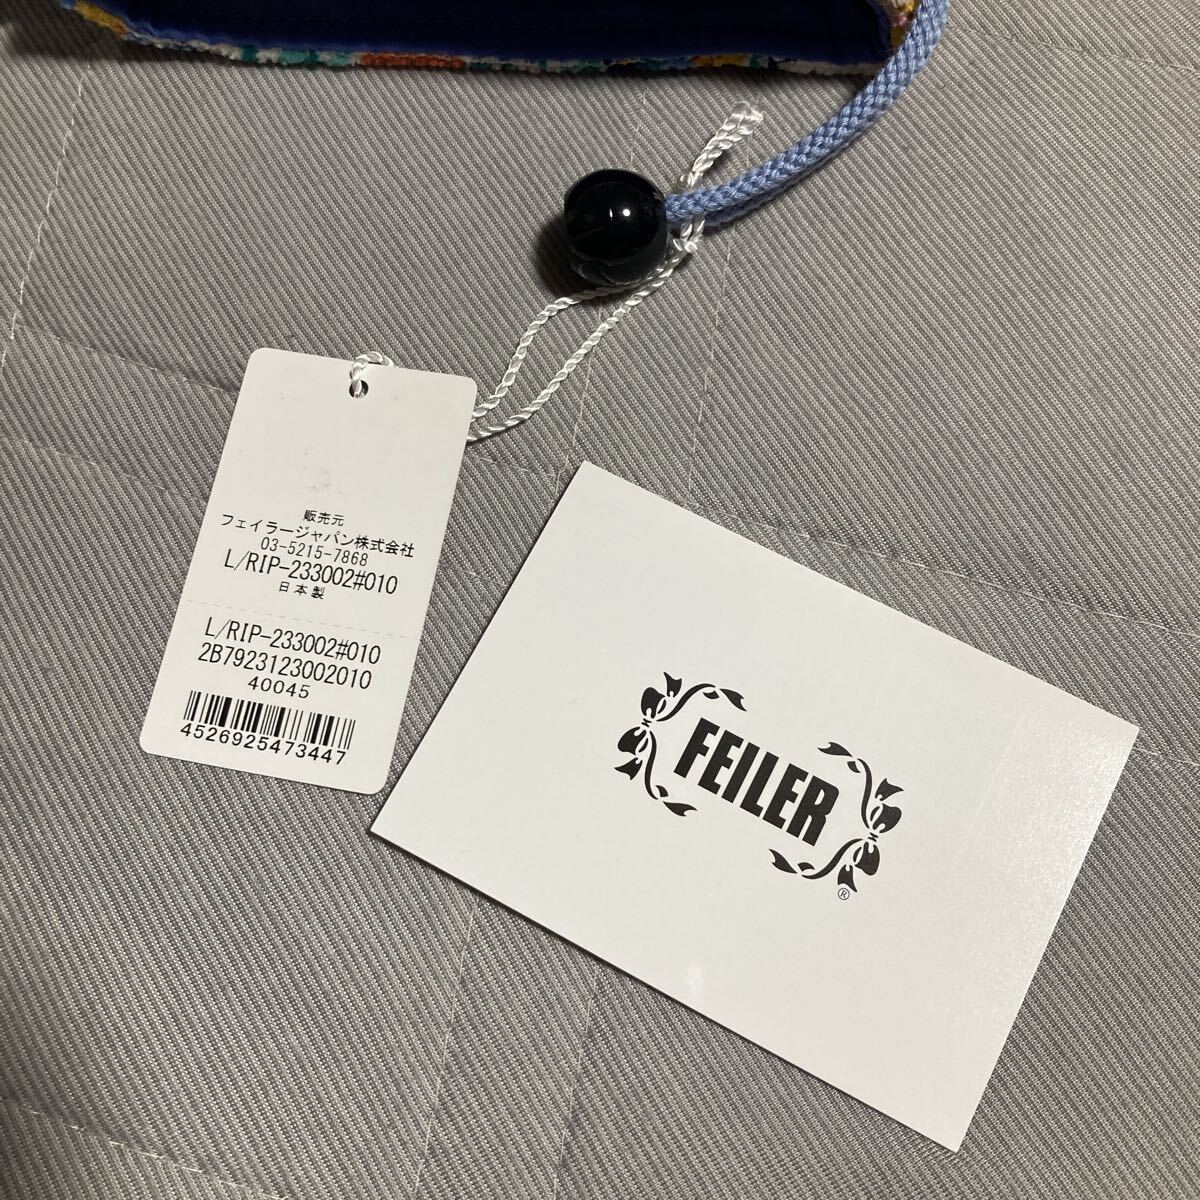 販売元
フェイラージャパン株式会社
03-5215-7868
L/RIP-233002#010
日本製
L/RIP-233002#010
2B7923123002010
40045
4526925473447
FEILER
®